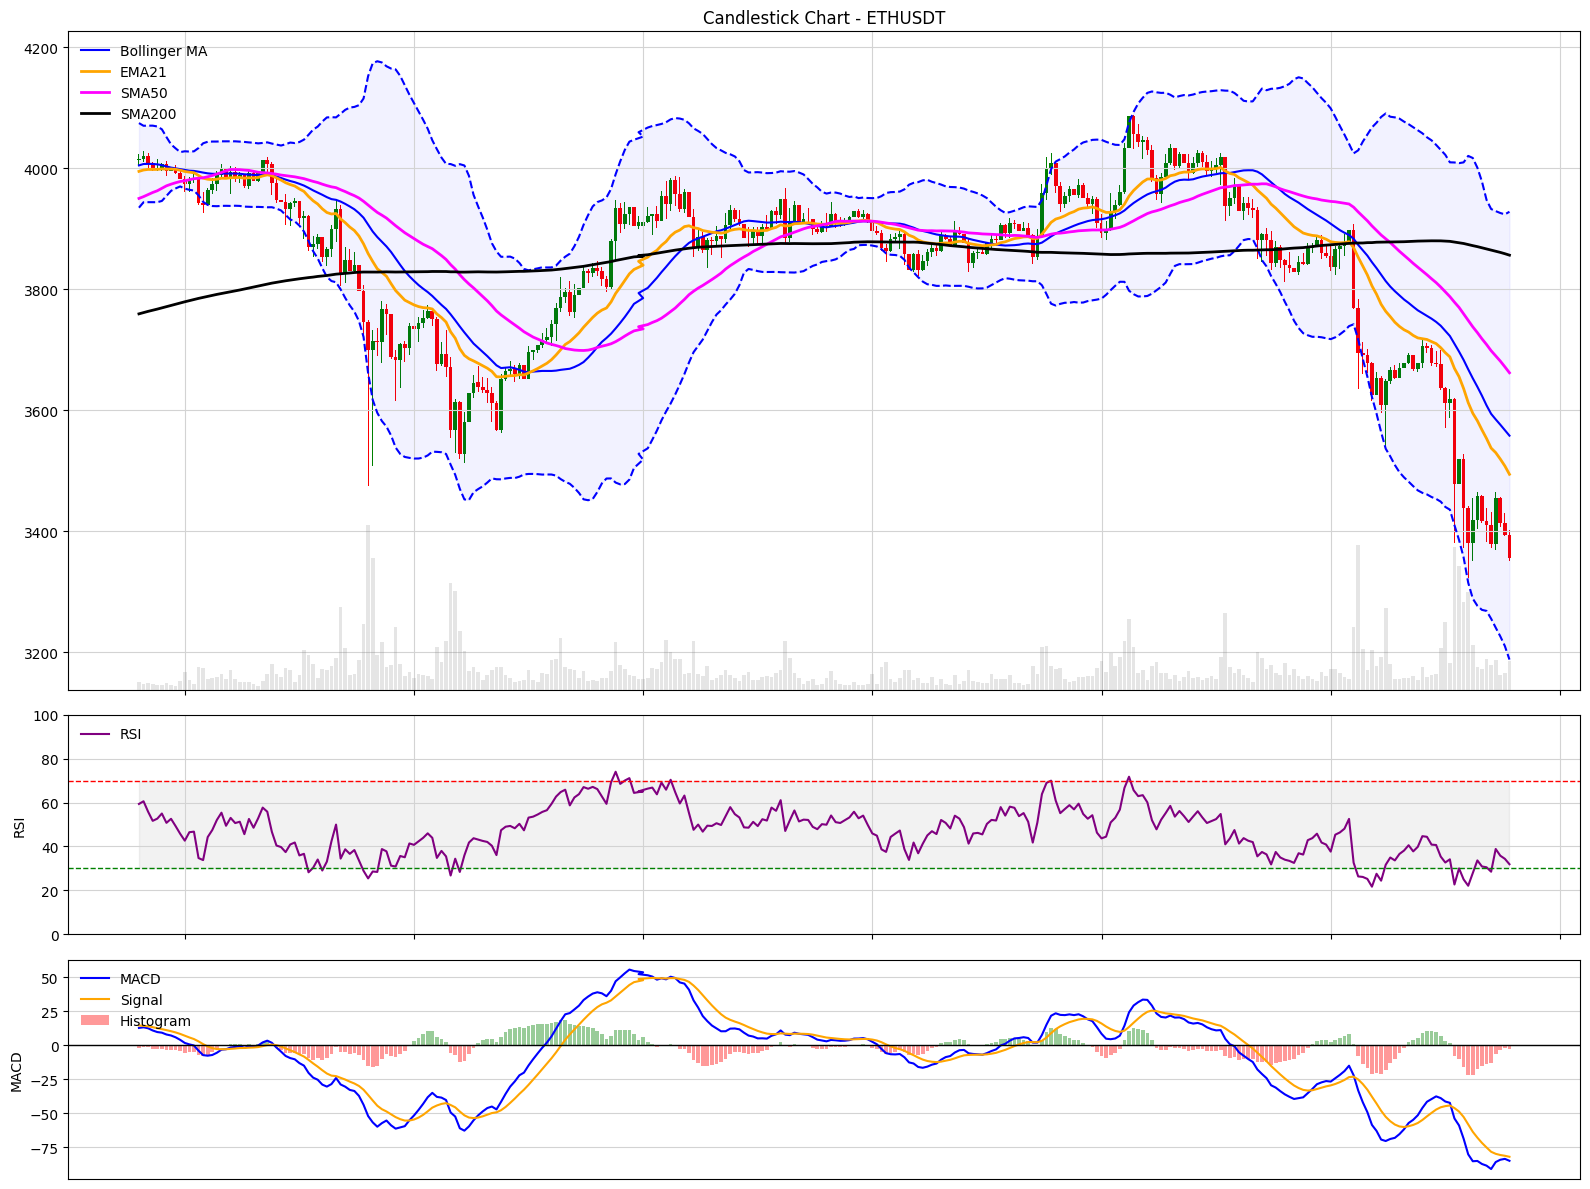 Candlestick Chart - ETHUSDT
4200
4000
3800
3600
3400
3200
Bollinger MA
EMA21
SMA50
SMA200
100
80
60
40
20
0
RSI
RSI
50
25
0
−25
−50
−75
MACD
MACD
Signal
Histogram